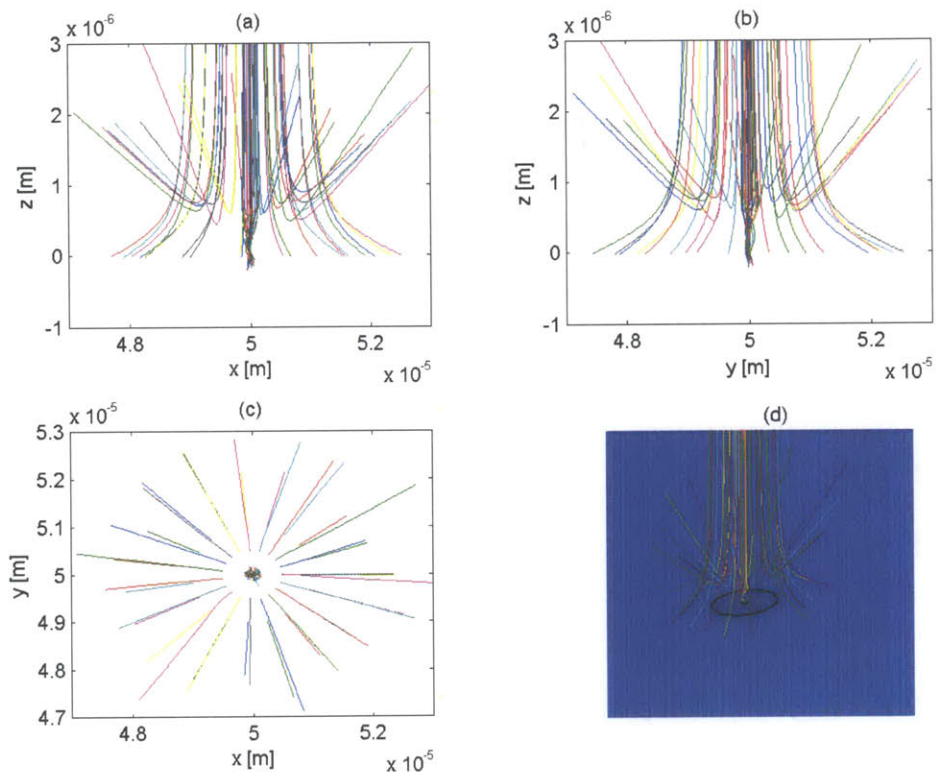 (a)
x 10^-6
3
2
1
0
-1
z [m]
4.8
5
5.2
x [m]
x 10^-5
(b)
x 10^-6
3
2
1
0
-1
z [m]
4.8
5
5.2
y [m]
x 10^-5
(c)
x 10^-5
5.3
5.2
5.1
5
4.9
4.8
4.7
y [m]
4.8
5
5.2
x [m]
x 10^-5
(d)